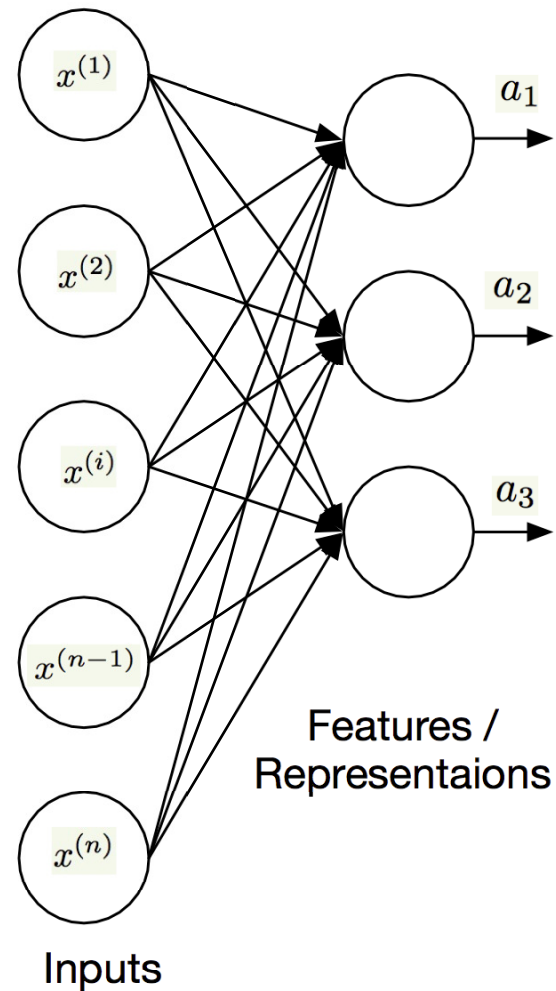 x^{(1)}
a_1
x^{(2)}
a_2
x^{(i)}
a_3
x^{(n-1)}
Features /
Representaions
x^{(n)}
Inputs